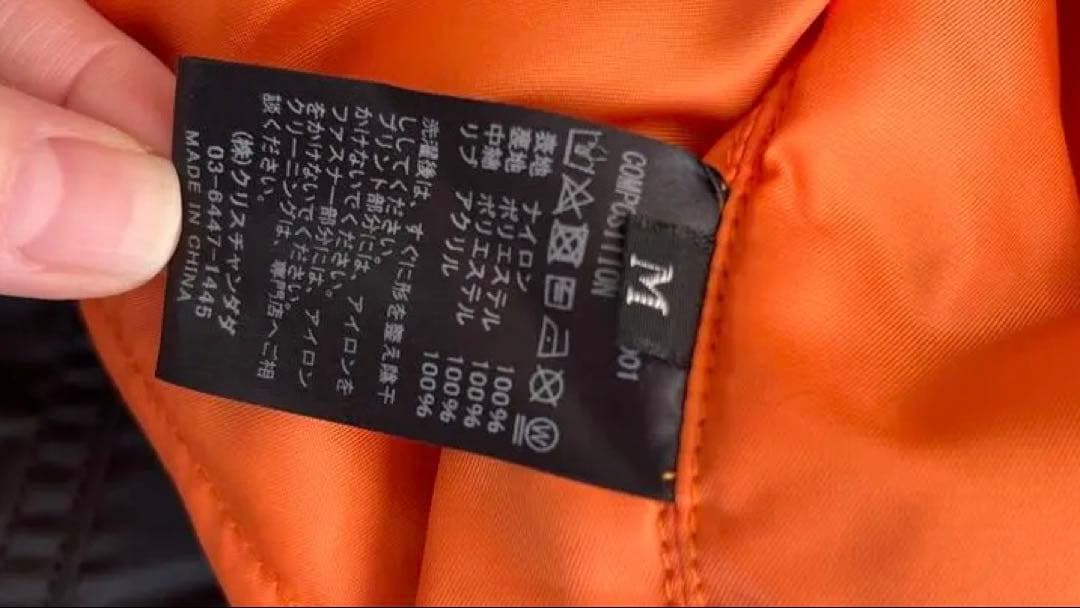 M
COMPOSITION 001
W
表地 ナイロン 100%
裏地 ポリエステル 100%
中綿 ポリエステル 100%
リブ アクリル 100%
洗濯後は、すぐに形を整え陰干
ししてください。
プリント部分には、アイロンを
かけないでください。
ファスナー部分には、アイロン
をかけないでください。
クリーニングは、専門店へご相
談ください。
(株)クリスチャンダダ
03-6447-1445
MADE IN CHINA